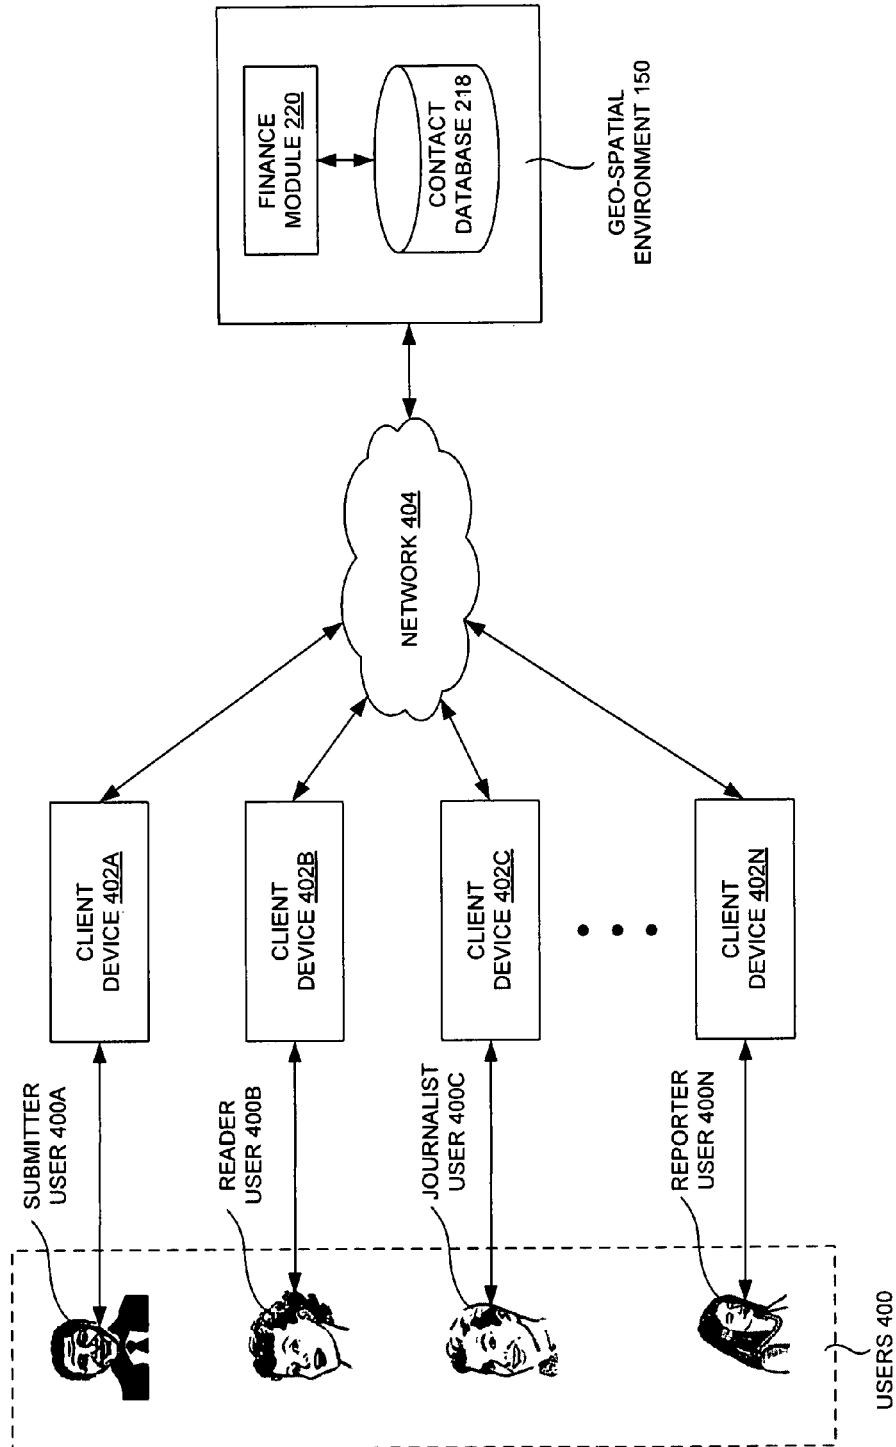 SUBMITTER
USER 400A
READER
USER 400B
JOURNALIST
USER 400C
REPORTER
USER 400N
USERS 400
CLIENT
DEVICE 402A
CLIENT
DEVICE 402B
CLIENT
DEVICE 402C
CLIENT
DEVICE 402N
NETWORK 404
FINANCE
MODULE 220
CONTACT
DATABASE 218
GEO-SPATIAL
ENVIRONMENT 150